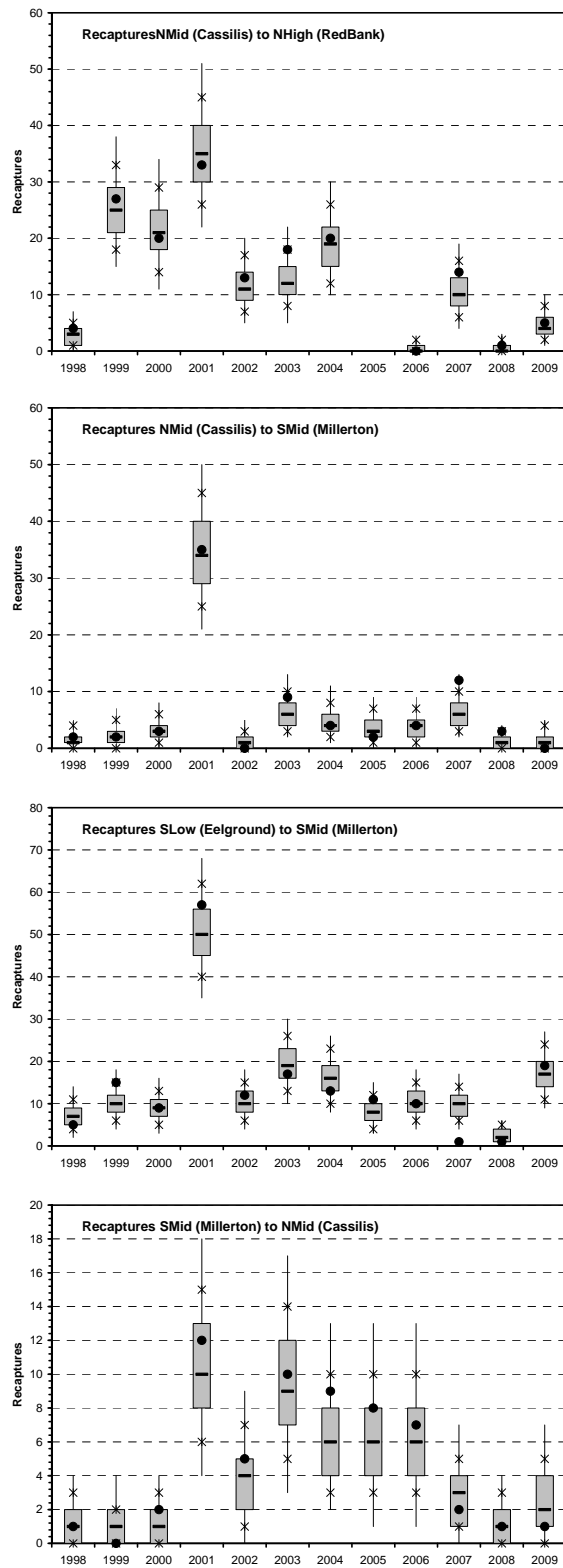 RecapturesNMid (Cassilis) to NHigh (RedBank)
Recaptures
60
50
40
30
20
10
0
1998 1999 2000 2001 2002 2003 2004 2005 2006 2007 2008 2009
Recaptures NMid (Cassilis) to SMid (Millerton)
Recaptures
60
50
40
30
20
10
0
1998 1999 2000 2001 2002 2003 2004 2005 2006 2007 2008 2009
Recaptures SLow (Eelground) to SMid (Millerton)
Recaptures
80
70
60
50
40
30
20
10
0
1998 1999 2000 2001 2002 2003 2004 2005 2006 2007 2008 2009
Recaptures SMid (Millerton) to NMid (Cassilis)
Recaptures
20
18
16
14
12
10
8
6
4
2
0
1998 1999 2000 2001 2002 2003 2004 2005 2006 2007 2008 2009